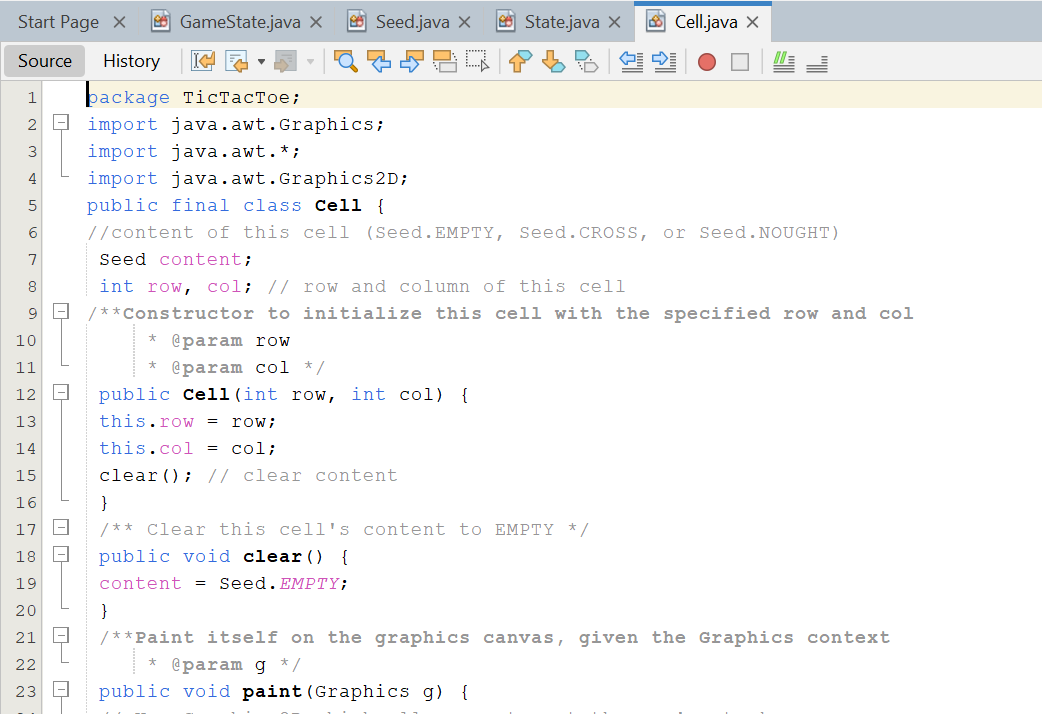 Start Page GameState.java Seed.java State.java Cell.java
Source History
1 package TicTacToe;
2 import java.awt.Graphics;
3 import java.awt.*;
4 import java.awt.Graphics2D;
5 public final class Cell {
6 //content of this cell (Seed.EMPTY, Seed.CROSS, or Seed.NOUGHT)
7 Seed content;
8 int row, col; // row and column of this cell
9 /**Constructor to initialize this cell with the specified row and col
10 * @param row
11 * @param col */
12 public Cell(int row, int col) {
13 this.row = row;
14 this.col = col;
15 clear(); // clear content
16 }
17 /** Clear this cell's content to EMPTY */
18 public void clear() {
19 content = Seed.EMPTY;
20 }
21 /**Paint itself on the graphics canvas, given the Graphics context
22 * @param g */
23 public void paint(Graphics g) {